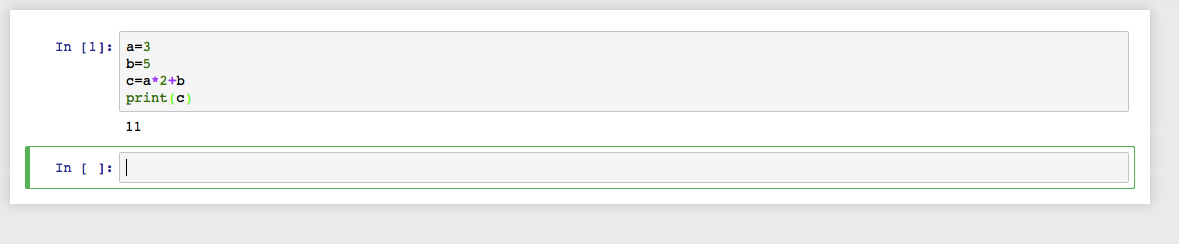 In [1]: a=3
b=5
c=a*2+b
print(c)
11
In [ ]: